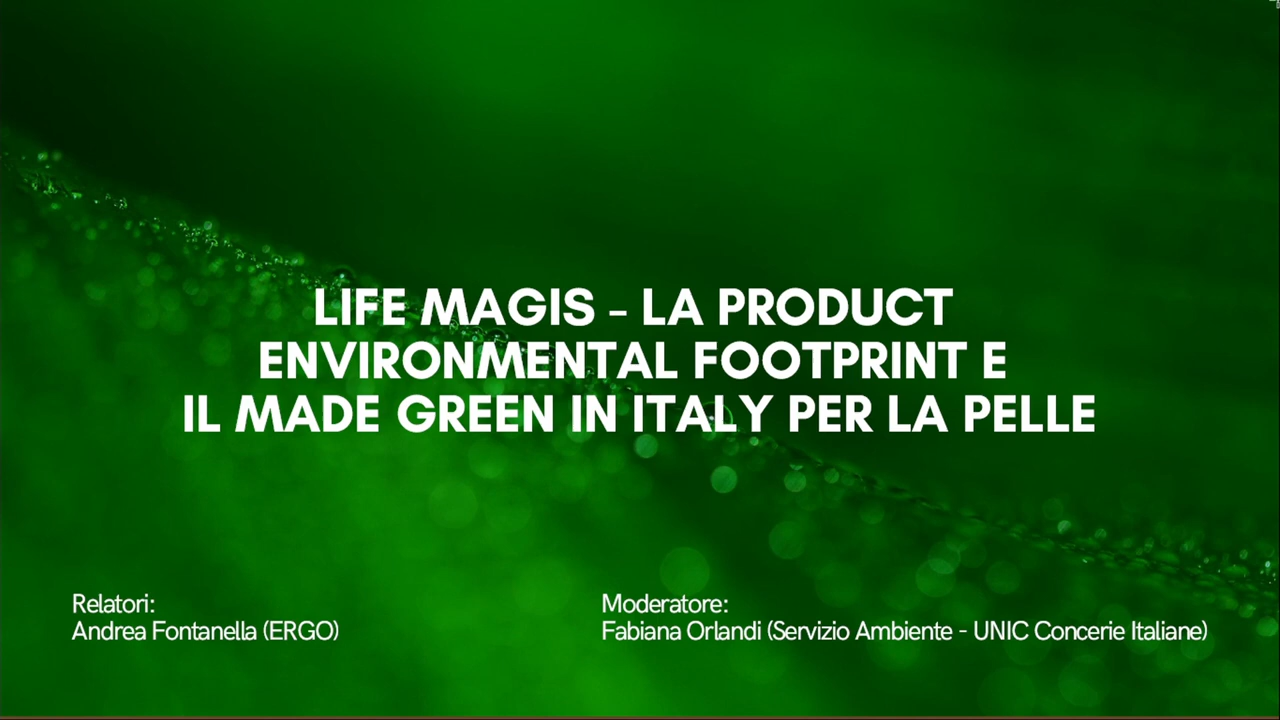 LIFE MAGIS – LA PRODUCT
ENVIRONMENTAL FOOTPRINT E
IL MADE GREEN IN ITALY PER LA PELLE
Relatori:
Andrea Fontanella (ERGO)
Moderatore:
Fabiana Orlandi (Servizio Ambiente - UNIC Concerie Italiane)